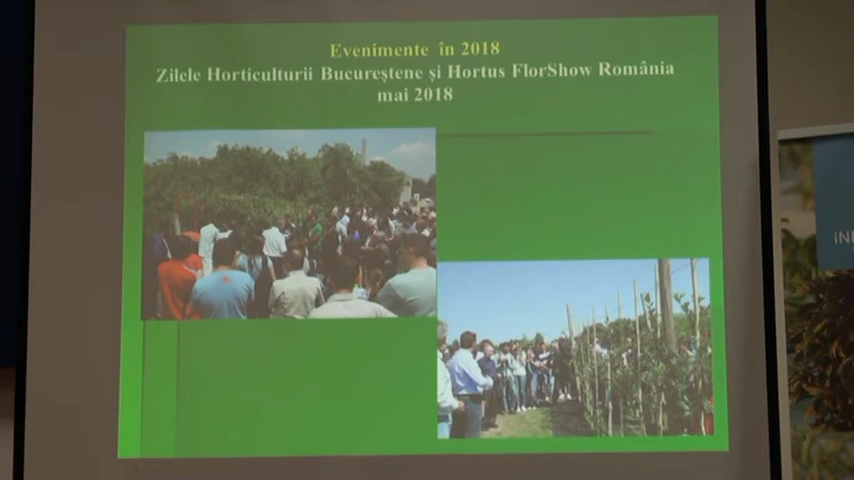 Evenimente în 2018
Zilele Horticulturii Bucureştene şi Hortus FlorShow România
mai 2018